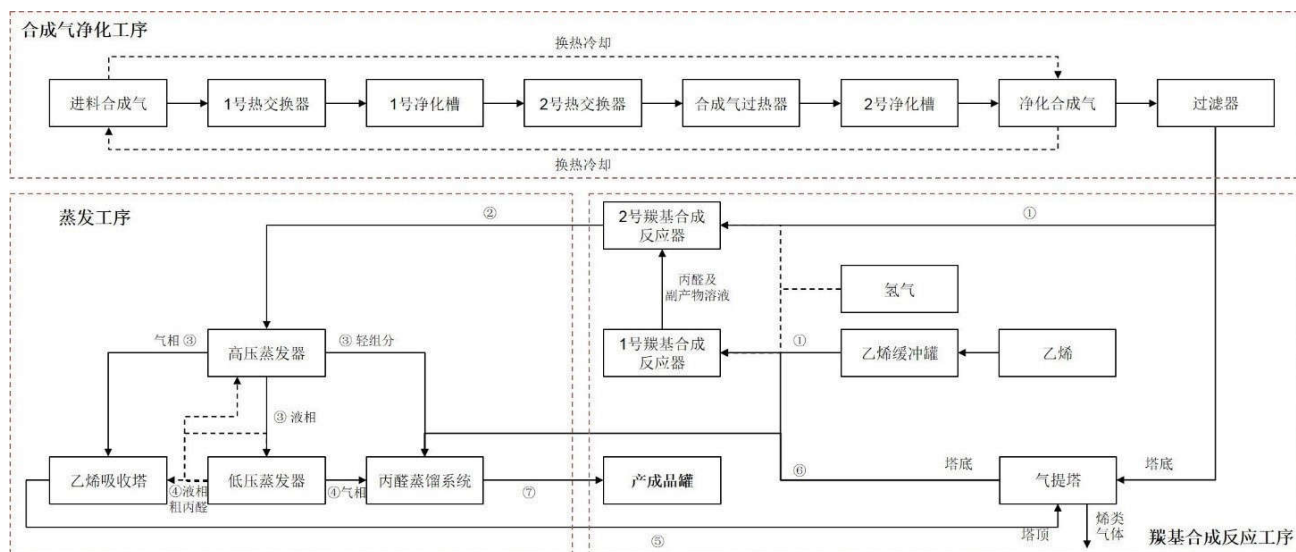 合成气净化工序
换热冷却
进料合成气
1号热交换器
1号净化槽
2号热交换器
合成气过热器
2号净化槽
净化合成气
过滤器
换热冷却
蒸发工序
②
2号羰基合成
反应器
①
丙醛及
副产物溶液
氢气
气相 ③
高压蒸发器
③ 轻组分
1号羰基合成
反应器
①
乙烯缓冲罐
乙烯
③ 液相
乙烯吸收塔
④液相
粗丙醛
低压蒸发器
④气相
丙醛蒸馏系统
⑦
产成品罐
⑥
塔底
气提塔
塔底
塔顶
烯类
气体
⑤
羰基合成反应工序